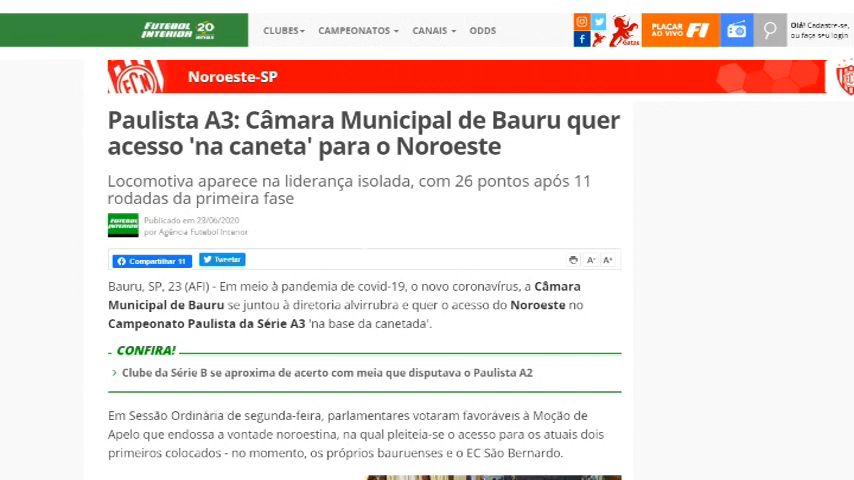 FUTEBOL INTERIOR 20 anos
CLUBES CAMPEONATOS CANAIS ODDS
Gatas
PLACAR AO VIVO FI
Olá! Cadastre-se,
ou faça seu login
Noroeste-SP
Paulista A3: Câmara Municipal de Bauru quer
acesso 'na caneta' para o Noroeste
Locomotiva aparece na liderança isolada, com 26 pontos após 11
rodadas da primeira fase
FUTEBOL INTERIOR
Publicado em 23/06/2020
por Agência Futebol Interior
Compartilhar 11 Tweetar A- A+
Bauru, SP, 23 (AFI) - Em meio à pandemia de covid-19, o novo coronavírus, a Câmara
Municipal de Bauru se juntou à diretoria alvirrubra e quer o acesso do Noroeste no
Campeonato Paulista da Série A3 'na base da canetada'.
CONFIRA!
Clube da Série B se aproxima de acerto com meia que disputava o Paulista A2
Em Sessão Ordinária de segunda-feira, parlamentares votaram favoráveis à Moção de
Apelo que endossa a vontade noroestina, na qual pleiteia-se o acesso para os atuais dois
primeiros colocados - no momento, os próprios bauruenses e o EC São Bernardo.